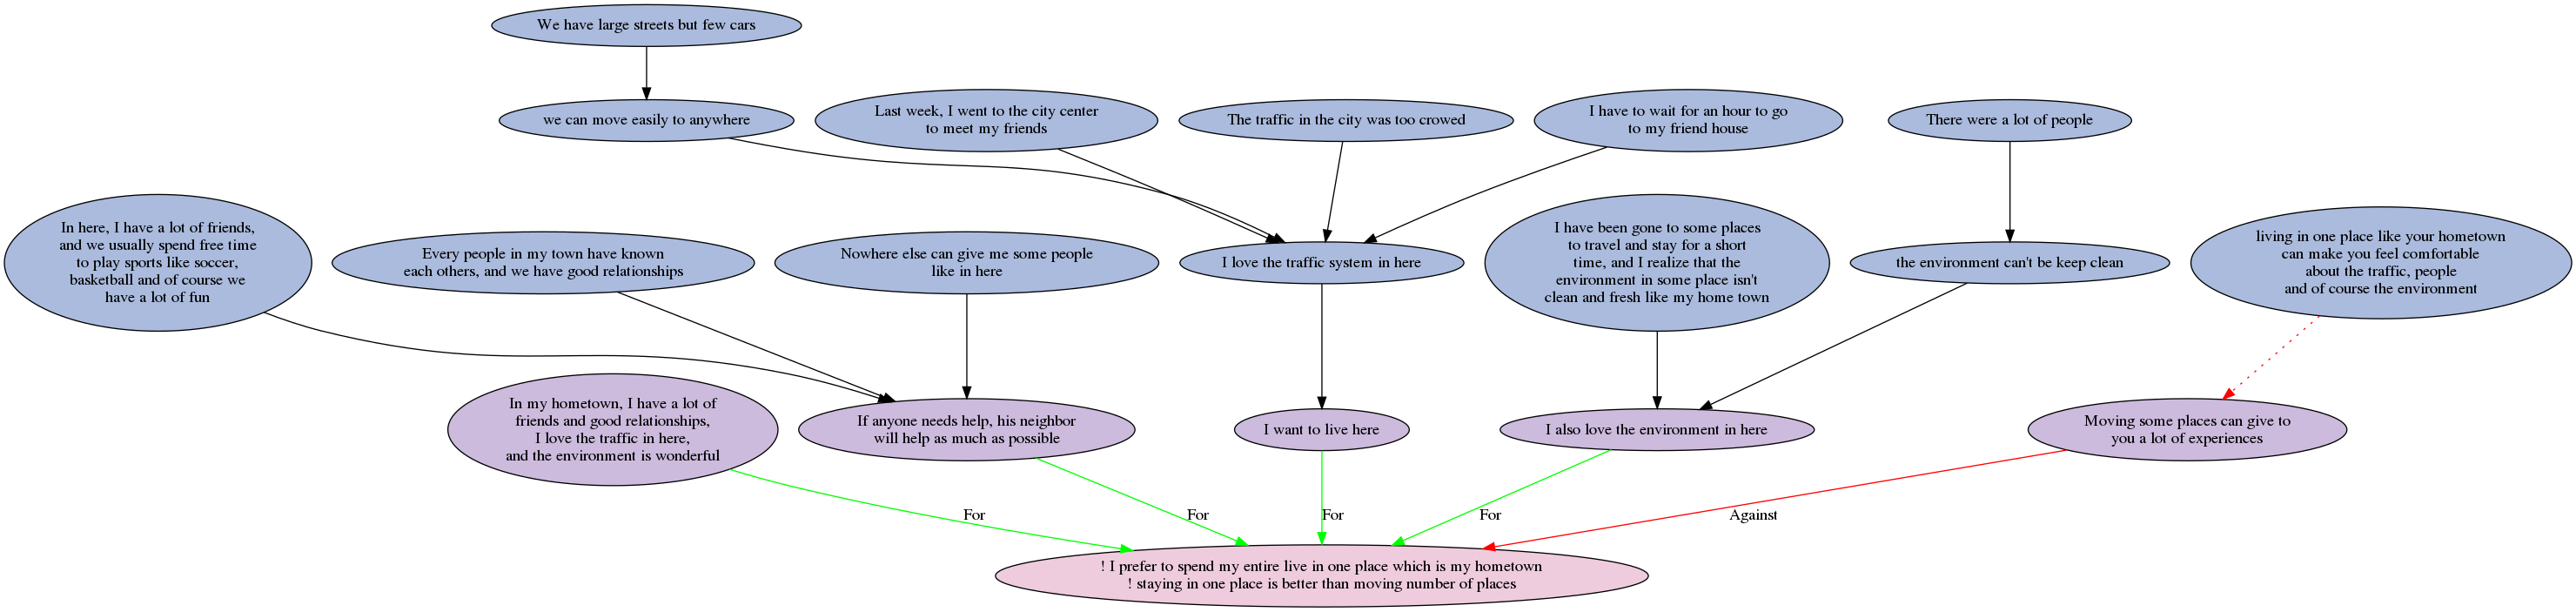 We have large streets but few cars
we can move easily to anywhere
Last week, I went to the city center
to meet my friends
The traffic in the city was too crowed
I have to wait for an hour to go
to my friend house
There were a lot of people
In here, I have a lot of friends,
and we usually spend free time
to play sports like soccer,
basketball and of course we
have a lot of fun
Every people in my town have known
each others, and we have good relationships
Nowhere else can give me some people
like in here
I love the traffic system in here
I have been gone to some places
to travel and stay for a short
time, and I realize that the
environment in some place isn't
clean and fresh like my home town
the environment can't be keep clean
living in one place like your hometown
can make you feel comfortable
about the traffic, people
and of course the environment
In my hometown, I have a lot of
friends and good relationships,
I love the traffic in here,
and the environment is wonderful
If anyone needs help, his neighbor
will help as much as possible
I want to live here
I also love the environment in here
Moving some places can give to
you a lot of experiences
For
For
For
For
Against
! I prefer to spend my entire live in one place which is my hometown
! staying in one place is better than moving number of places